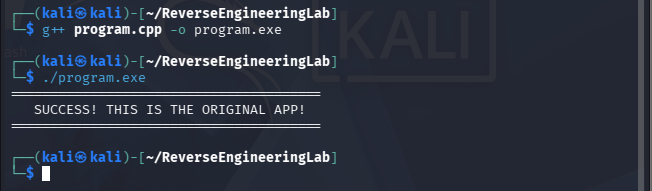 ┌──(kali㉿kali)-[~/ReverseEngineeringLab]
└─$ g++ program.cpp -o program.exe
┌──(kali㉿kali)-[~/ReverseEngineeringLab]
└─$ ./program.exe
═══════════════════════════════════════
SUCCESS! THIS IS THE ORIGINAL APP!
═══════════════════════════════════════
┌──(kali㉿kali)-[~/ReverseEngineeringLab]
└─$
KALI